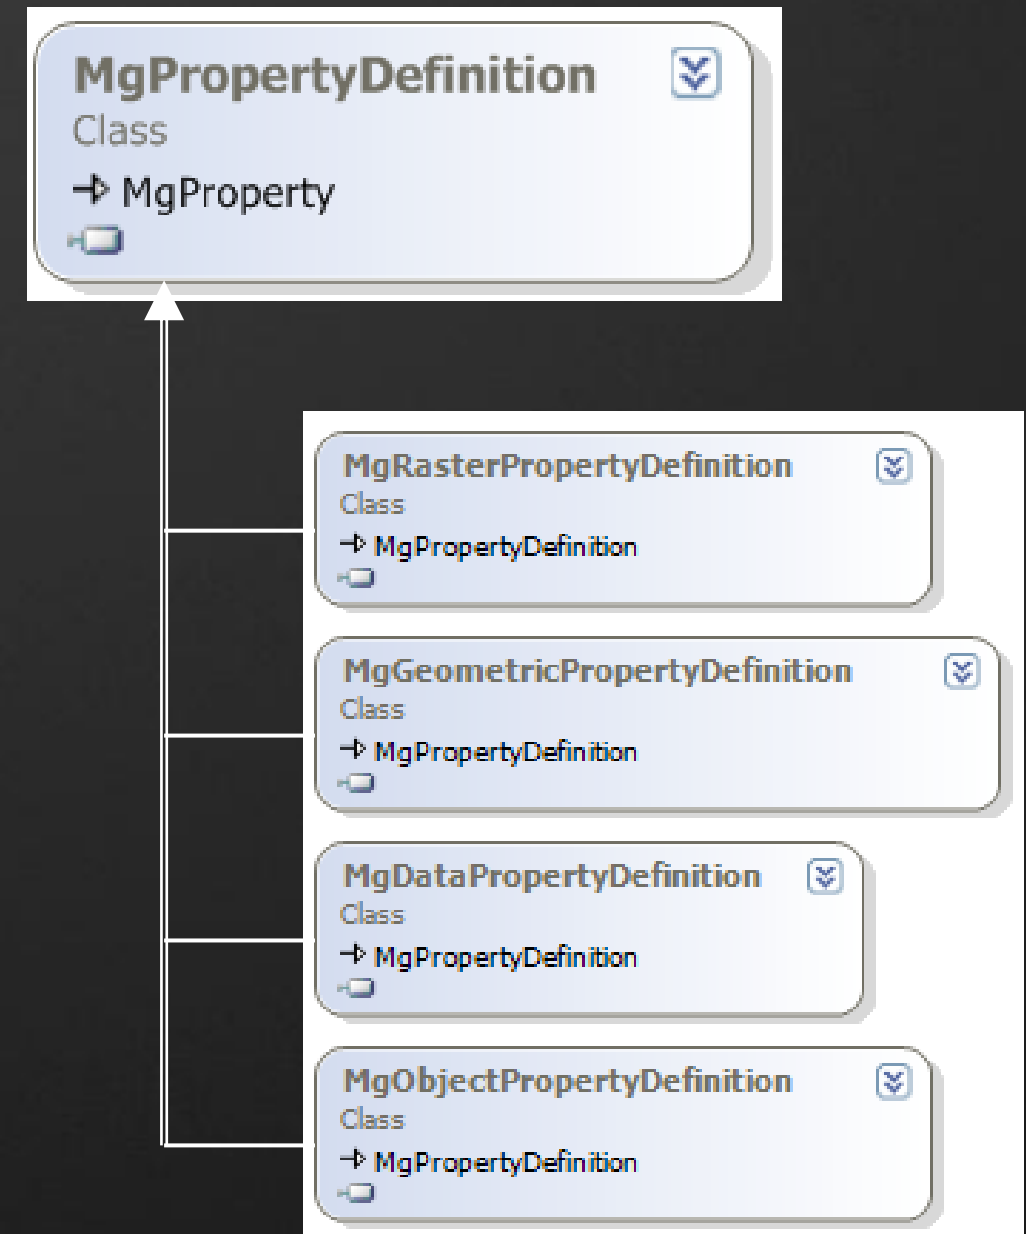 MgPropertyDefinition
Class
MgProperty
MgRasterPropertyDefinition
Class
MgPropertyDefinition
MgGeometricPropertyDefinition
Class
MgPropertyDefinition
MgDataPropertyDefinition
Class
MgPropertyDefinition
MgObjectPropertyDefinition
Class
MgPropertyDefinition